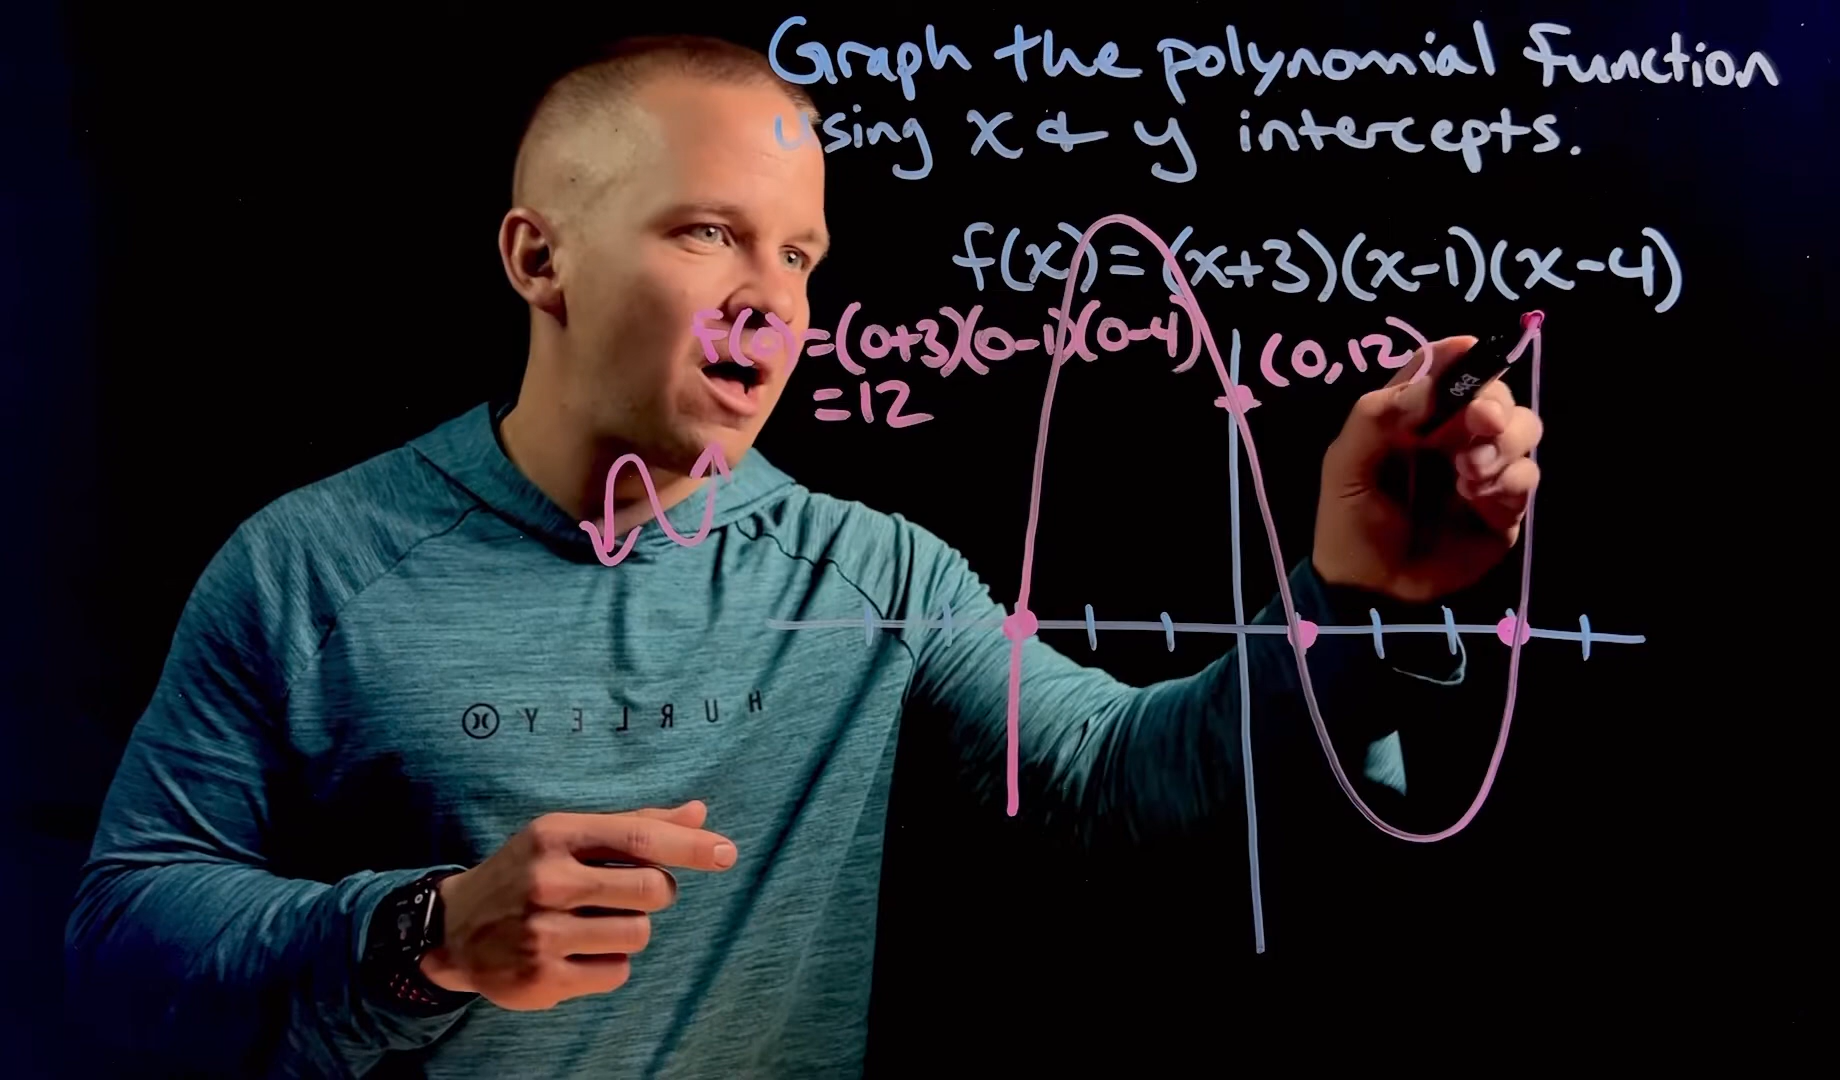 Graph the polynomial function
using x & y intercepts.
f(x)=(x+3)(x-1)(x-4)
f(0)=(0+3)(0-1)(0-4)
=12
(0,12)
HURLEY